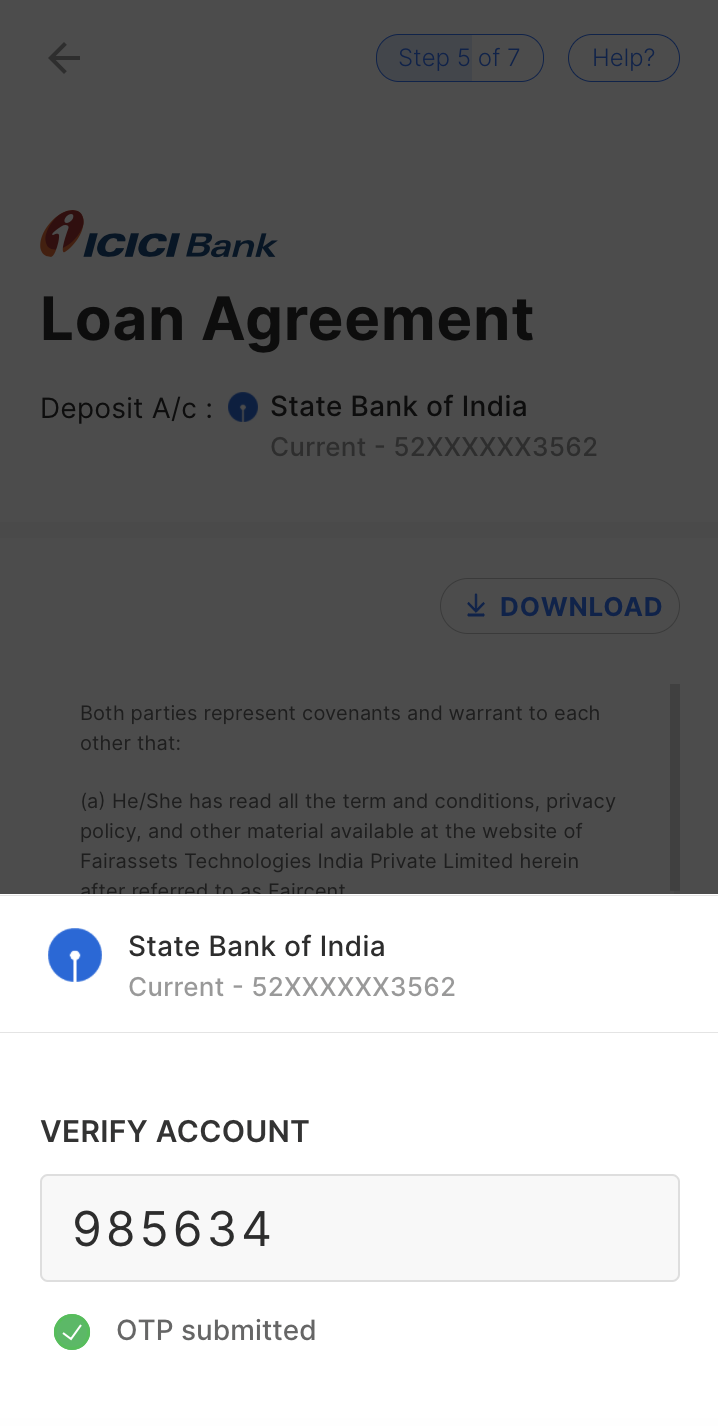 Step 5 of 7
Help?
ICICI Bank
Loan Agreement
Deposit A/c :
State Bank of India
Current - 52XXXXXX3562
DOWNLOAD
Both parties represent covenants and warrant to each
other that:
(a) He/She has read all the term and conditions, privacy
policy, and other material available at the website of
Fairassets Technologies India Private Limited herein
after referred to as Faircent
State Bank of India
Current - 52XXXXXX3562
VERIFY ACCOUNT
985634
OTP submitted